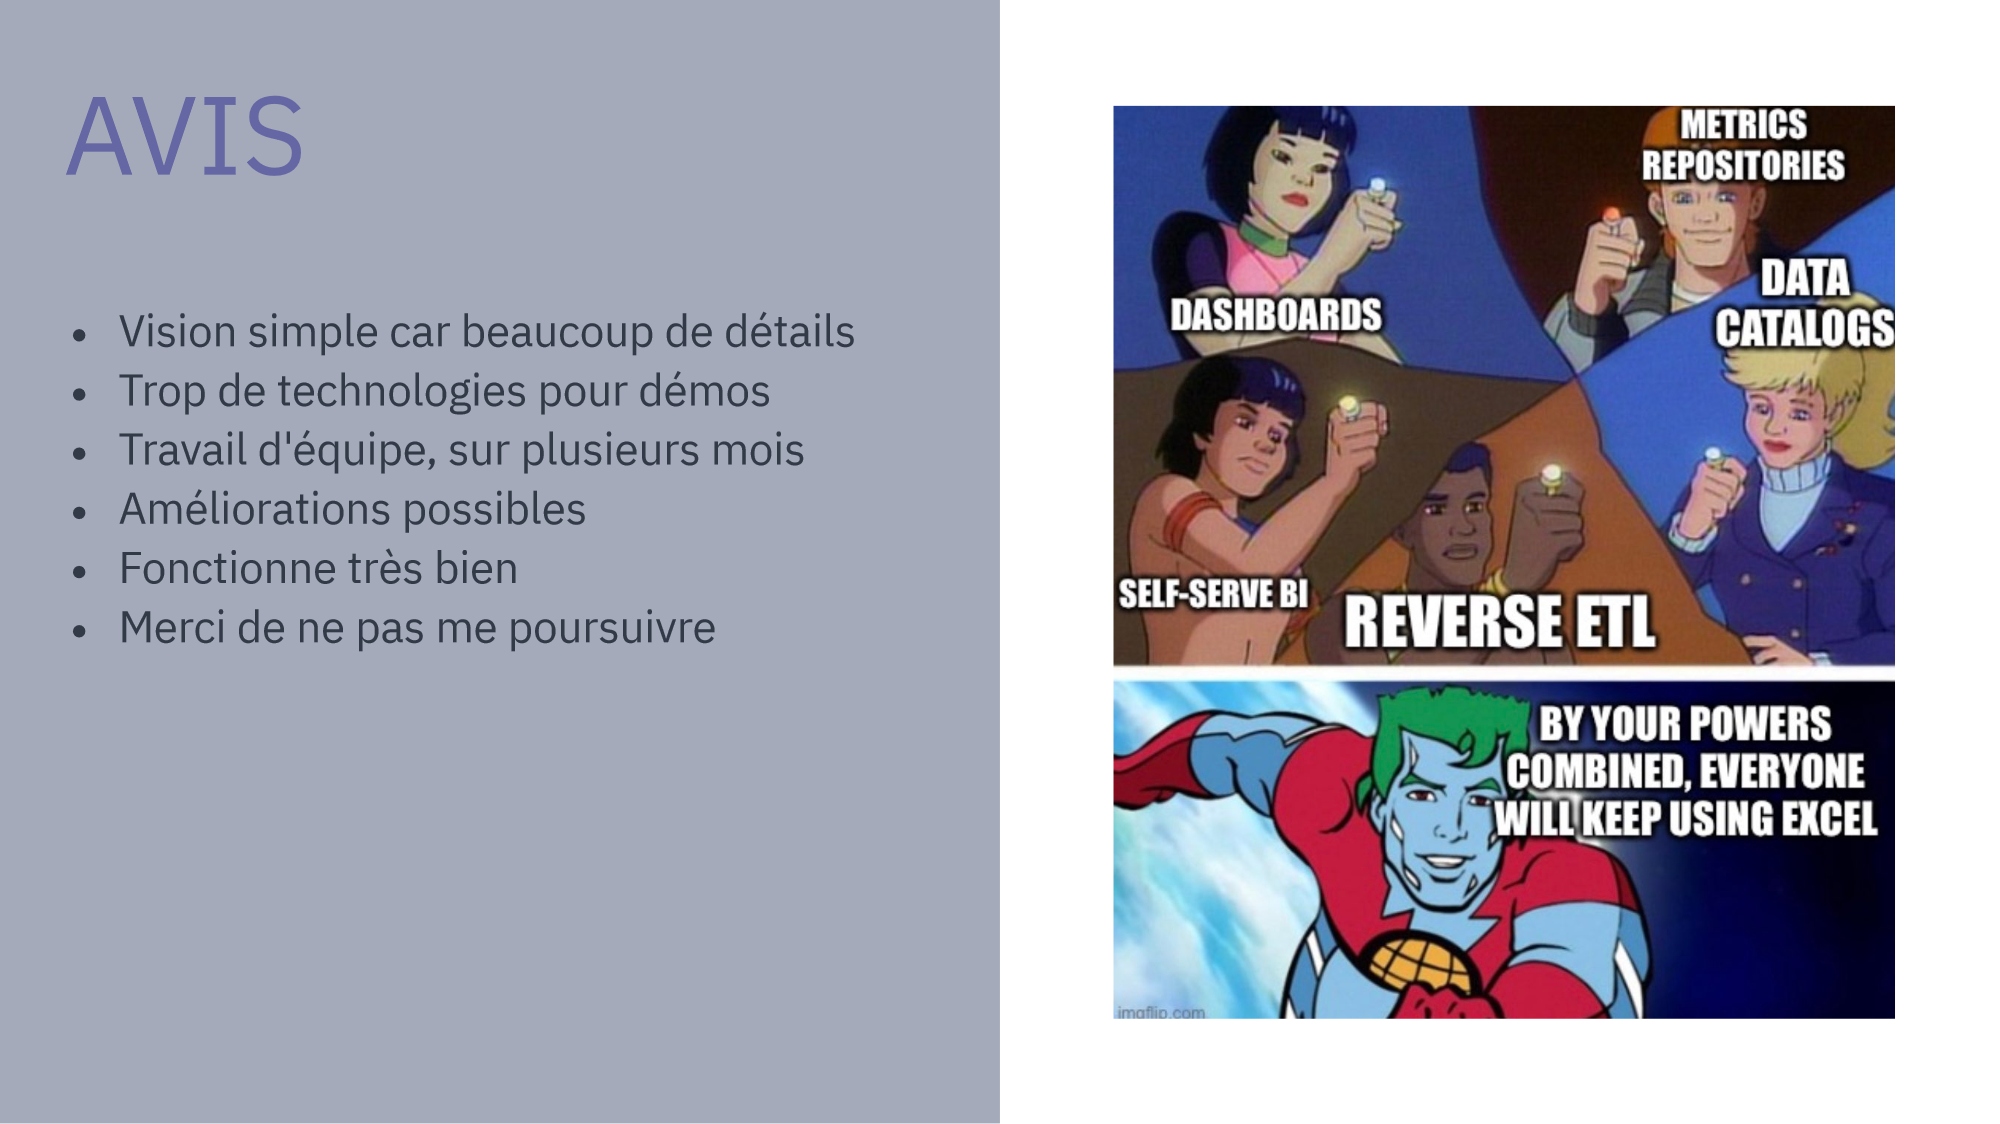 AVIS
• Vision simple car beaucoup de détails
• Trop de technologies pour démos
• Travail d'équipe, sur plusieurs mois
• Améliorations possibles
• Fonctionne très bien
• Merci de ne pas me poursuivre
METRICS
REPOSITORIES
DASHBOARDS
DATA
CATALOGS
SELF-SERVE BI
REVERSE ETL
BY YOUR POWERS
COMBINED, EVERYONE
WILL KEEP USING EXCEL
imgflip.com